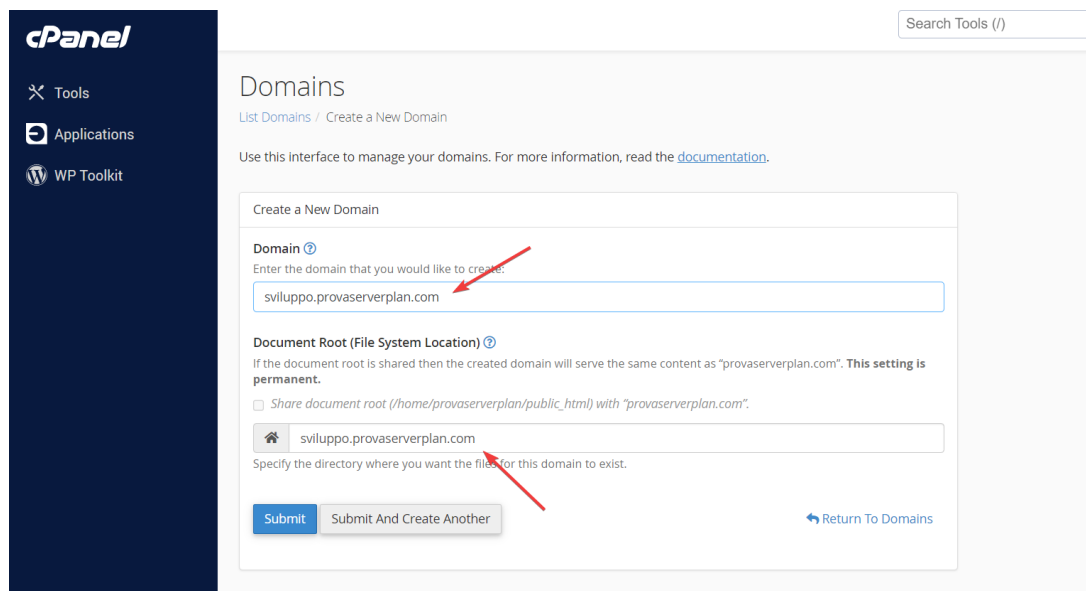 cPanel
Search Tools (/)
Tools
Applications
WP Toolkit
Domains
List Domains / Create a New Domain
Use this interface to manage your domains. For more information, read the documentation.
Create a New Domain
Domain
Enter the domain that you would like to create:
sviluppo.provaserverplan.com
Document Root (File System Location)
If the document root is shared then the created domain will serve the same content as “provaserverplan.com”. This setting is
permanent.
Share document root (/home/provaserverplan/public_html) with “provaserverplan.com”.
sviluppo.provaserverplan.com
Specify the directory where you want the files for this domain to exist.
Submit
Submit And Create Another
Return To Domains